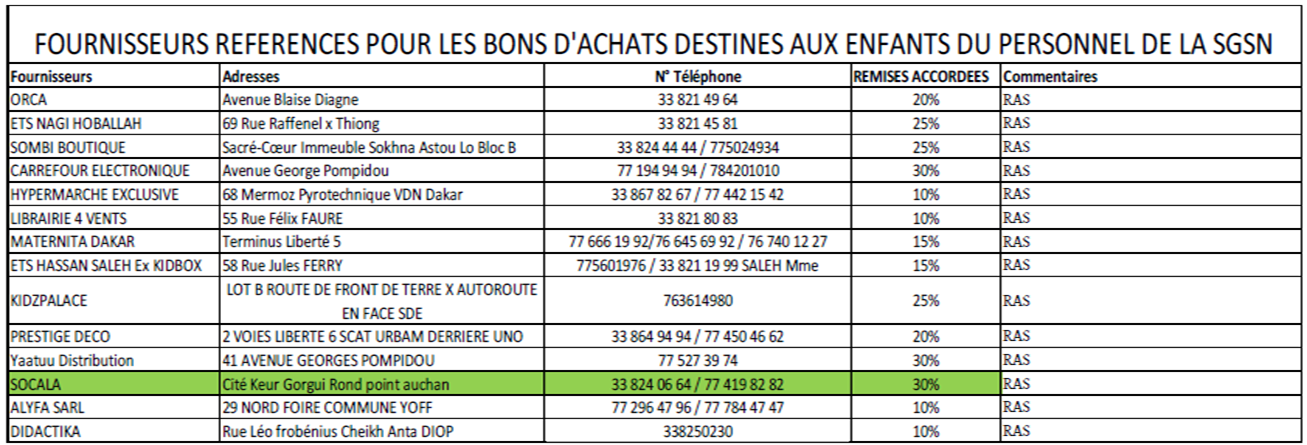 FOURNISSEURS REFERENCES POUR LES BONS D'ACHATS DESTINES AUX ENFANTS DU PERSONNEL DE LA SGSN
Fournisseurs Adresses N° Téléphone REMISES ACCORDEES Commentaires
ORCA Avenue Blaise Diagne 33 821 49 64 20% RAS
ETS NAGI HOBALLAH 69 Rue Raffenel x Thiong 33 821 45 81 25% RAS
SOMBI BOUTIQUE Sacré-Cœur Immeuble Sokhna Astou Lo Bloc B 33 824 44 44 / 775024934 25% RAS
CARREFOUR ELECTRONIQUE Avenue George Pompidou 77 194 94 94 / 784201010 30% RAS
HYPERMARCHE EXCLUSIVE 68 Mermoz Pyrotechnique VDN Dakar 33 867 82 67 / 77 442 15 42 10% RAS
LIBRAIRIE 4 VENTS 55 Rue Félix FAURE 33 821 80 83 10% RAS
MATERNITA DAKAR Terminus Liberté 5 77 666 19 92/76 645 69 92 / 76 740 12 27 15% RAS
ETS HASSAN SALEH Ex KIDBOX 58 Rue Jules FERRY 775601976 / 33 821 19 99 SALEH Mme 15% RAS
KIDZPALACE LOT B ROUTE DE FRONT DE TERRE X AUTOROUTE
EN FACE SDE 763614980 25% RAS
PRESTIGE DECO 2 VOIES LIBERTE 6 SCAT URBAM DERRIERE UNO 33 864 94 94 / 77 450 46 62 20% RAS
Yaatuu Distribution 41 AVENUE GEORGES POMPIDOU 77 527 39 74 30% RAS
SOCALA Cité Keur Gorgui Rond point auchan 33 824 06 64 / 77 419 82 82 30% RAS
ALYFA SARL 29 NORD FOIRE COMMUNE YOFF 77 296 47 96 / 77 784 47 47 10% RAS
DIDACTIKA Rue Léo frobénius Cheikh Anta DIOP 338250230 10% RAS